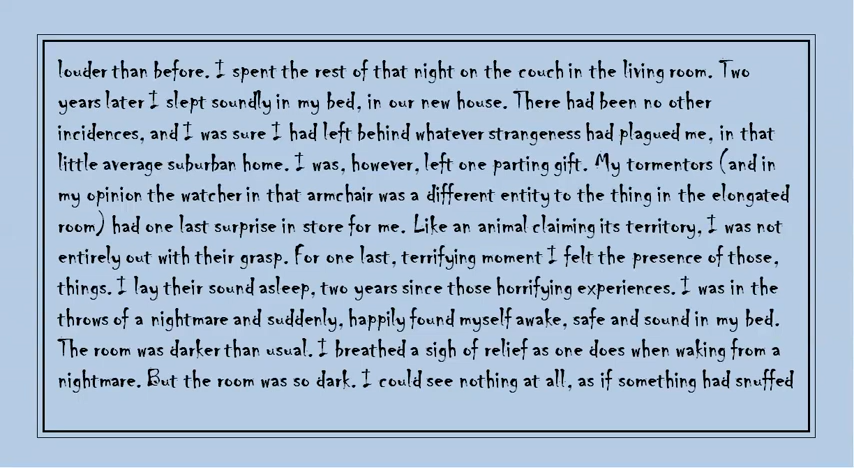 louder than before. I spent the rest of that night on the couch in the living room. Two
years later I slept soundly in my bed, in our new house. There had been no other
incidences, and I was sure I had left behind whatever strangeness had plagued me, in that
little average suburban home. I was, however, left one parting gift. My tormentors (and in
my opinion the watcher in that armchair was a different entity to the thing in the elongated
room) had one last surprise in store for me. Like an animal claiming its territory, I was not
entirely out with their grasp. For one last, terrifying moment I felt the presence of those,
things. I lay their sound asleep, two years since those horrifying experiences. I was in the
throws of a nightmare and suddenly, happily found myself awake, safe and sound in my bed.
The room was darker than usual. I breathed a sigh of relief as one does when waking from a
nightmare. But the room was so dark. I could see nothing at all, as if something had snuffed